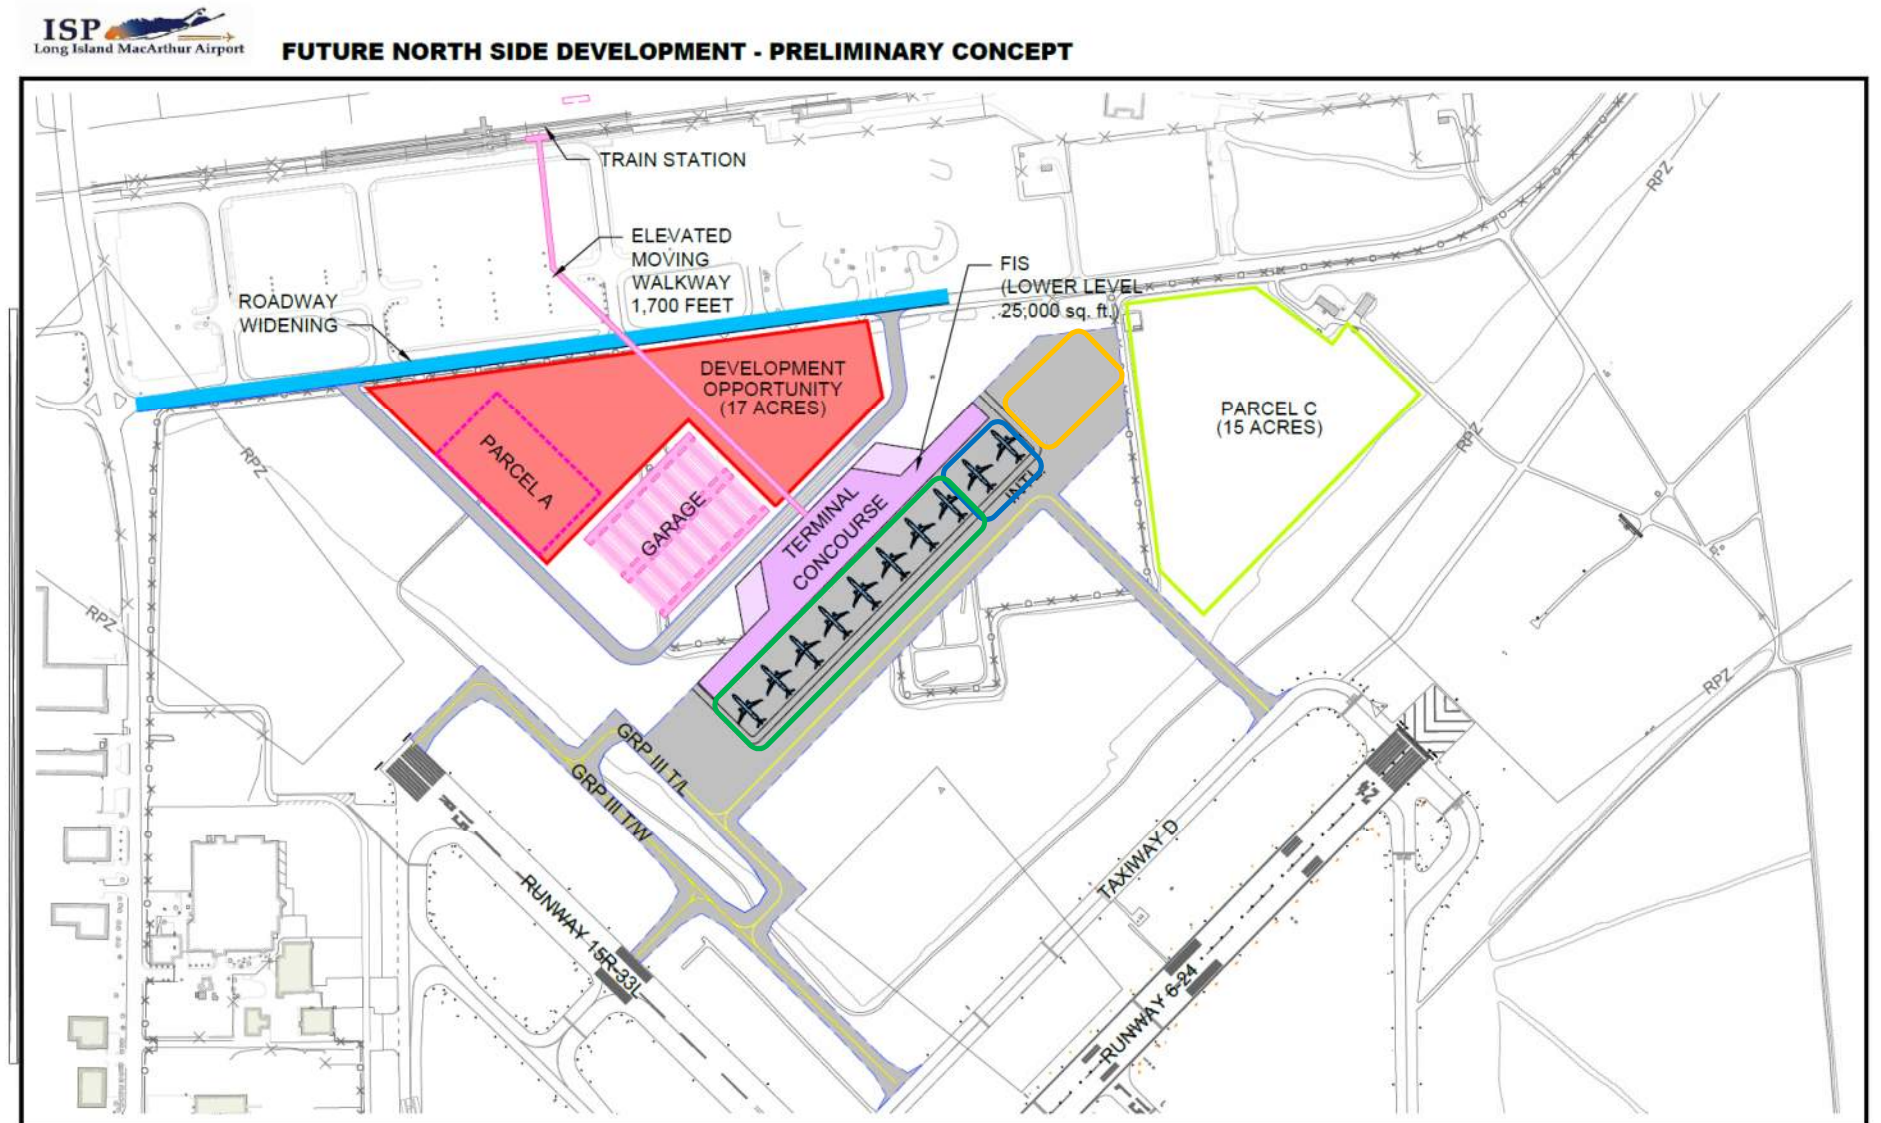 ISP
Long Island MacArthur Airport
FUTURE NORTH SIDE DEVELOPMENT - PRELIMINARY CONCEPT
TRAIN STATION
ELEVATED
MOVING
WALKWAY
1,700 FEET
ROADWAY
WIDENING
FIS
(LOWER LEVEL
25,000 sq. ft.)
RPZ
DEVELOPMENT
OPPORTUNITY
(17 ACRES)
PARCEL C
(15 ACRES)
PARCEL A
GARAGE
TERMINAL
CONCOURSE
INTL
RPZ
RPZ
RPZ
RPZ
GRP III T/L
GRP III T/W
RUNWAY 15R-33L
TAXIWAY D
RUNWAY 6-24
24